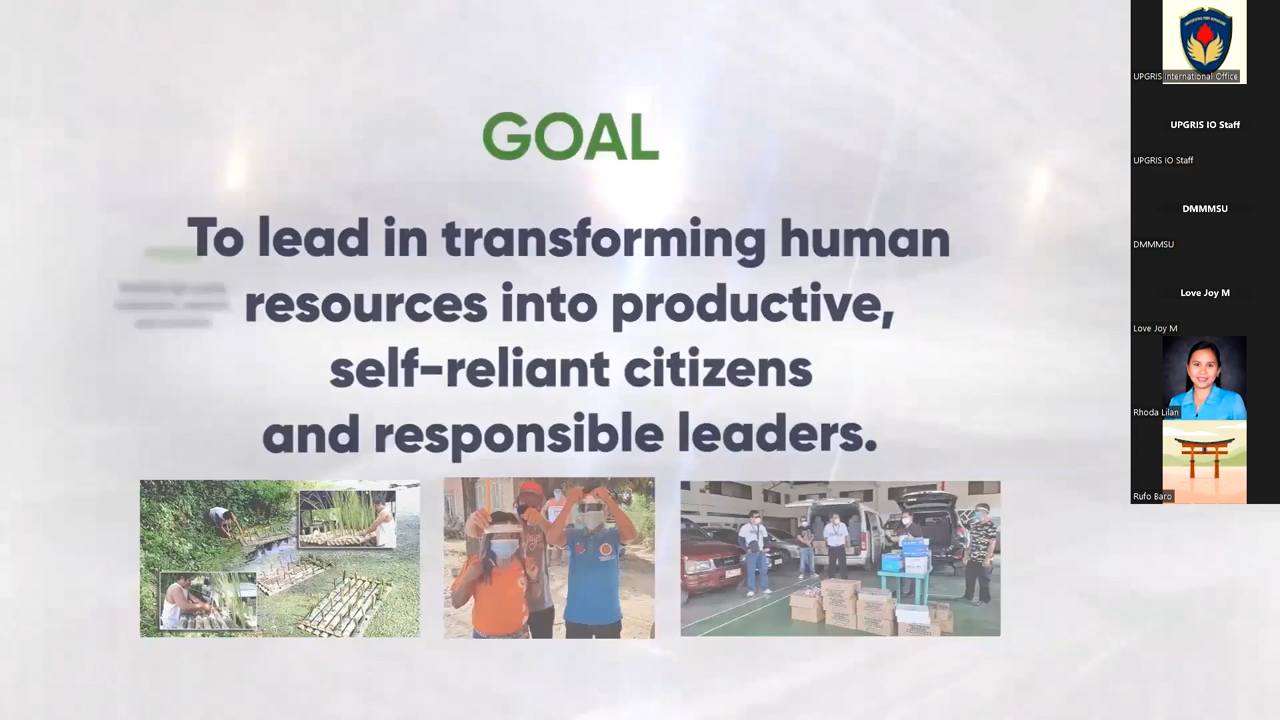 GOAL
To lead in transforming human
resources into productive,
self-reliant citizens
and responsible leaders.
UPGRIS International Office
UPGRIS IO Staff
UPGRIS IO Staff
DMMMSU
DMMMSU
Love Joy M
Love Joy M
Rhoda Lilan
Rufo Baro